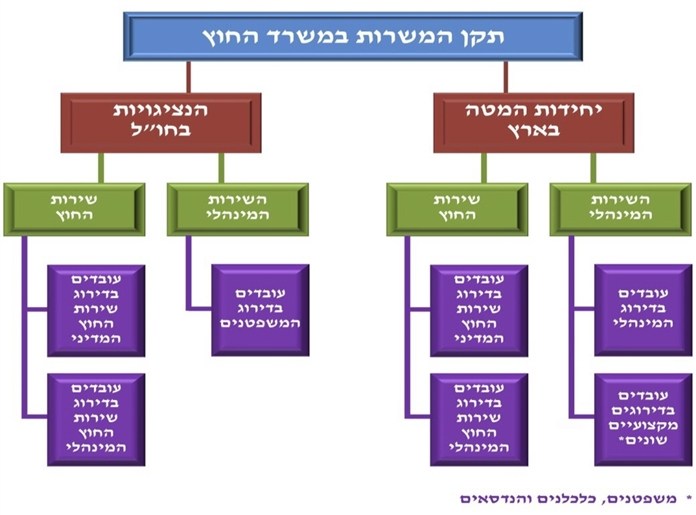 תקן המשרות במשרד החוץ
יחידות המטה
בארץ
הנציגויות
בחו״ל
השירות
המינהלי
שירות
החוץ
השירות
המינהלי
שירות
החוץ
עובדים
בדירוג
המינהלי
עובדים
בדירוג
שירות
החוץ
המדיני
עובדים
בדירוג
המשפטנים
עובדים
בדירוג
שירות
החוץ
המדיני
עובדים
בדירוגים
מקצועיים
שונים*
עובדים
בדירוג
שירות
החוץ
המינהלי
עובדים
בדירוג
שירות
החוץ
המינהלי
* משפטנים, כלכלנים והנדסאים